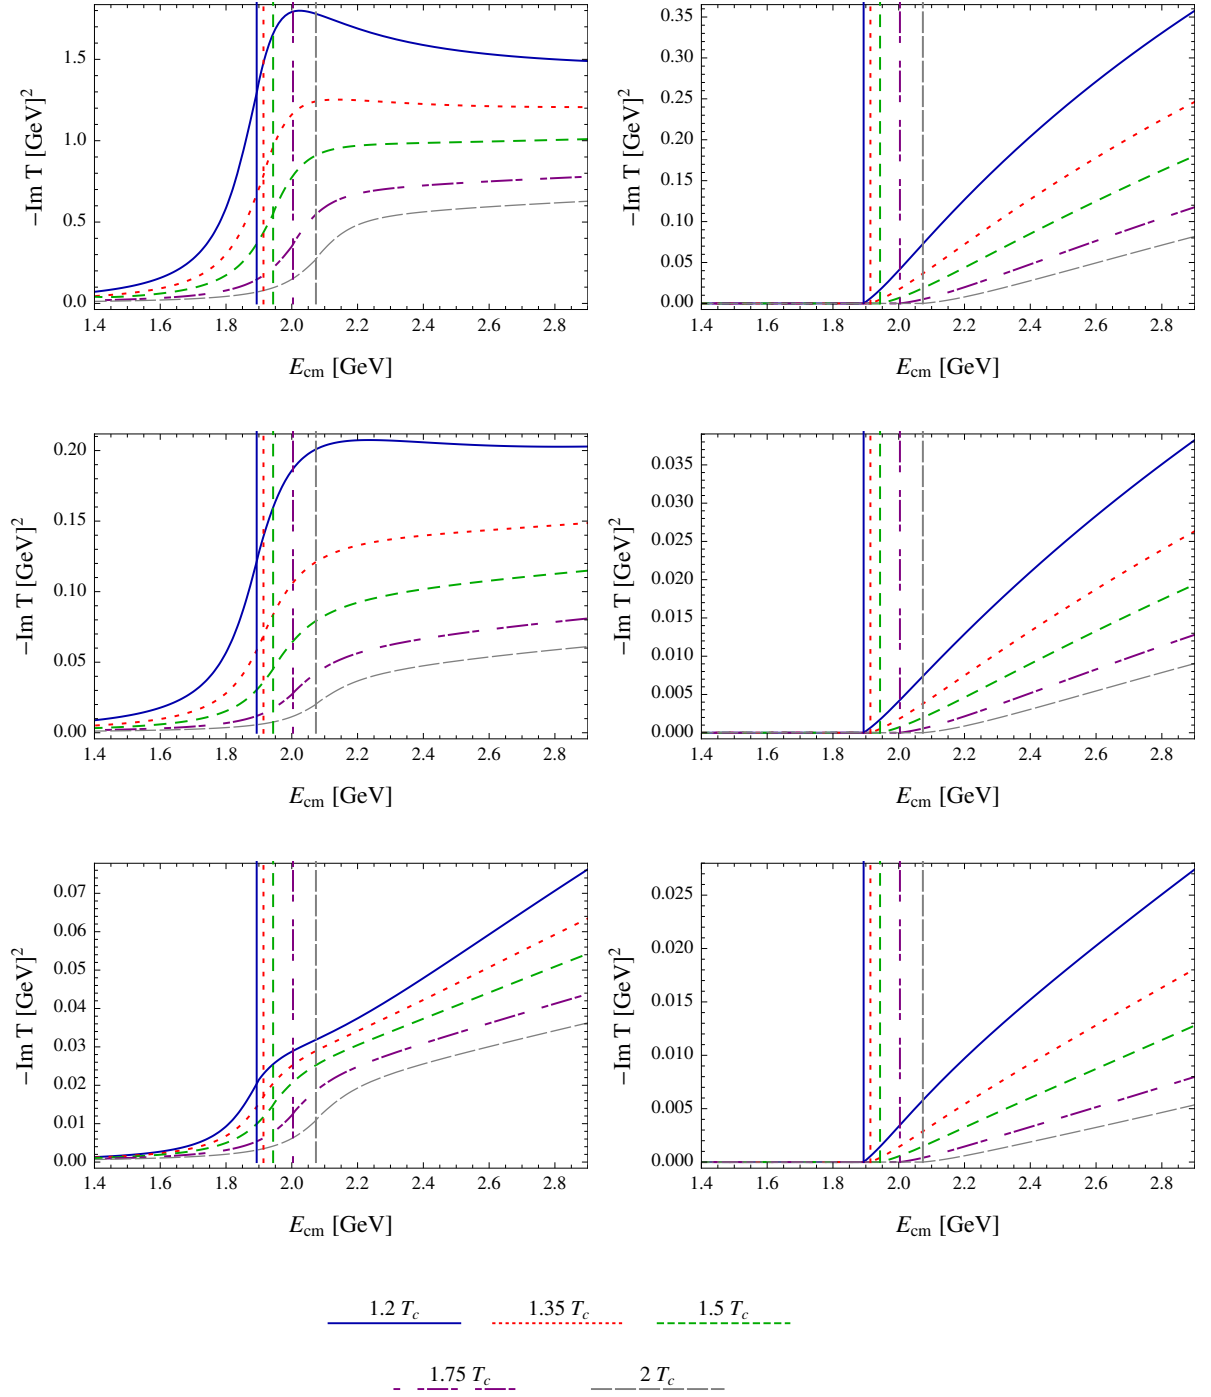 −Im T [GeV]²
1.5
1.0
0.5
0.0
1.4 1.6 1.8 2.0 2.2 2.4 2.6 2.8
E_cm [GeV]
−Im T [GeV]²
0.35
0.30
0.25
0.20
0.15
0.10
0.05
0.00
1.4 1.6 1.8 2.0 2.2 2.4 2.6 2.8
E_cm [GeV]
−Im T [GeV]²
0.20
0.15
0.10
0.05
0.00
1.4 1.6 1.8 2.0 2.2 2.4 2.6 2.8
E_cm [GeV]
−Im T [GeV]²
0.035
0.030
0.025
0.020
0.015
0.010
0.005
0.000
1.4 1.6 1.8 2.0 2.2 2.4 2.6 2.8
E_cm [GeV]
−Im T [GeV]²
0.07
0.06
0.05
0.04
0.03
0.02
0.01
0.00
1.4 1.6 1.8 2.0 2.2 2.4 2.6 2.8
E_cm [GeV]
−Im T [GeV]²
0.025
0.020
0.015
0.010
0.005
0.000
1.4 1.6 1.8 2.0 2.2 2.4 2.6 2.8
E_cm [GeV]
1.2 T_c 1.35 T_c 1.5 T_c
1.75 T_c 2 T_c